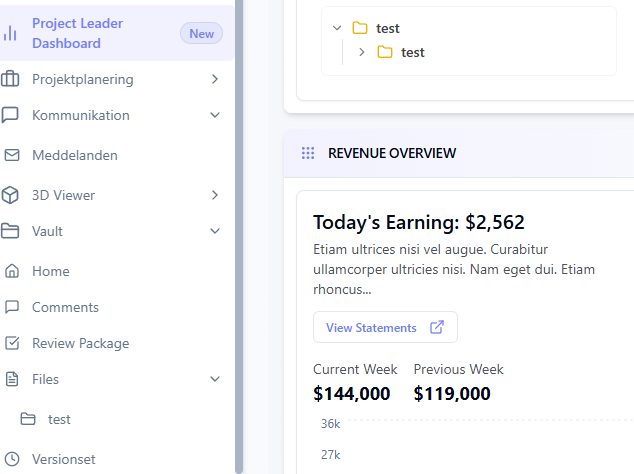 Project Leader
Dashboard
New
Projektplanering
Kommunikation
Meddelanden
3D Viewer
Vault
Home
Comments
Review Package
Files
test
Versionset
test
test
REVENUE OVERVIEW
Today's Earning: $2,562
Etiam ultrices nisi vel augue. Curabitur
ullamcorper ultricies nisi. Nam eget dui. Etiam
rhoncus...
View Statements
Current Week Previous Week
$144,000 $119,000
36k
27k